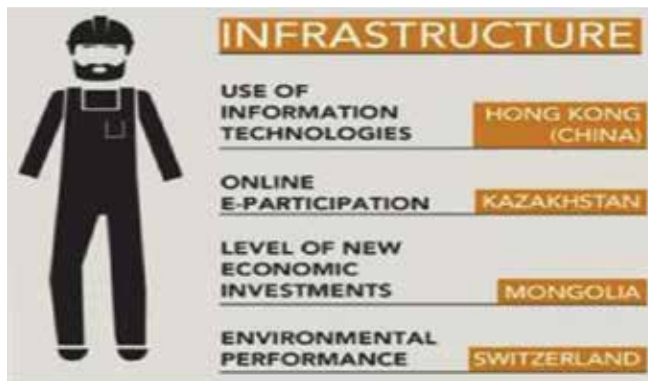 INFRASTRUCTURE
USE OF
INFORMATION
TECHNOLOGIES
HONG KONG
(CHINA)
ONLINE
E-PARTICIPATION
KAZAKHSTAN
LEVEL OF NEW
ECONOMIC
INVESTMENTS
MONGOLIA
ENVIRONMENTAL
PERFORMANCE
SWITZERLAND